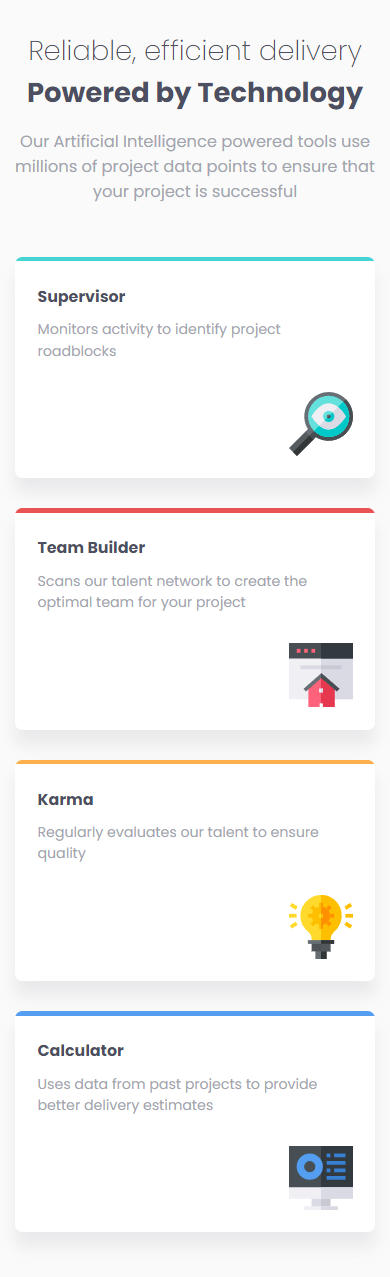 Reliable, efficient delivery
Powered by Technology
Our Artificial Intelligence powered tools use
millions of project data points to ensure that
your project is successful
Supervisor
Monitors activity to identify project
roadblocks
Team Builder
Scans our talent network to create the
optimal team for your project
Karma
Regularly evaluates our talent to ensure
quality
Calculator
Uses data from past projects to provide
better delivery estimates